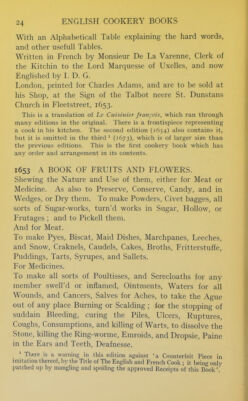 24 ENGLISH COOKERY BOOKS
With an Alphabeticall Table explaining the hard words,
and other usefull Tables.
Written in French by Monsieur De La Varenne, Clerk of
the Kitchin to the Lord Marquesse of Uxelles, and now
Englished by I. D. G.
London, printed for Charles Adams, and are to be sold at
his Shop, at the Sign of the Talbot neere St. Dunstans
Church in Fleetstreet, 1653.
This is a translation of Le Cuisinier françois, which ran through
many editions in the original. There is a frontispiece representing
a cook in his kitchen. The second edition (1654) also contains it,
but it is omitted in the third¹ (1673), which is of larger size than
the previous editions. This is the first cookery book which has
any order and arrangement in its contents.
1653 A BOOK OF FRUITS AND FLOWERS.
Shewing the Nature and Use of them, either for Meat or
Medicine. As also to Preserve, Conserve, Candy, and in
Wedges, or Dry them. To make Powders, Civet bagges, all
sorts of Sugar-works, turn'd works in Sugar, Hollow, or
Frutages; and to Pickell them.
And for Meat.
To make Pyes, Biscat, Maid Dishes, Marchpanes, Leeches,
and Snow, Craknels, Caudels, Cakes, Broths, Fritterstuffe,
Puddings, Tarts, Syrupes, and Sallets.
For Medicines.
To make all sorts of Poultisses, and Serecloaths for any
member swell'd or inflamed, Ointments, Waters for all
Wounds, and Cancers, Salves for Aches, to take the Ague
out of any place Burning or Scalding; for the stopping of
suddain Bleeding, curing the Piles, Ulcers, Ruptures,
Coughs, Consumptions, and killing of Warts, to dissolve the
Stone, killing the Ring-worme, Emroids, and Dropsie, Paine
in the Ears and Teeth, Deafnesse.
¹ There is a warning in this edition against 'a Counterfeit Piece in
imitation thereof, by the Title of The English and French Cook; it being only
patched up by mangling and spoiling the approved Receipts of this Book'.